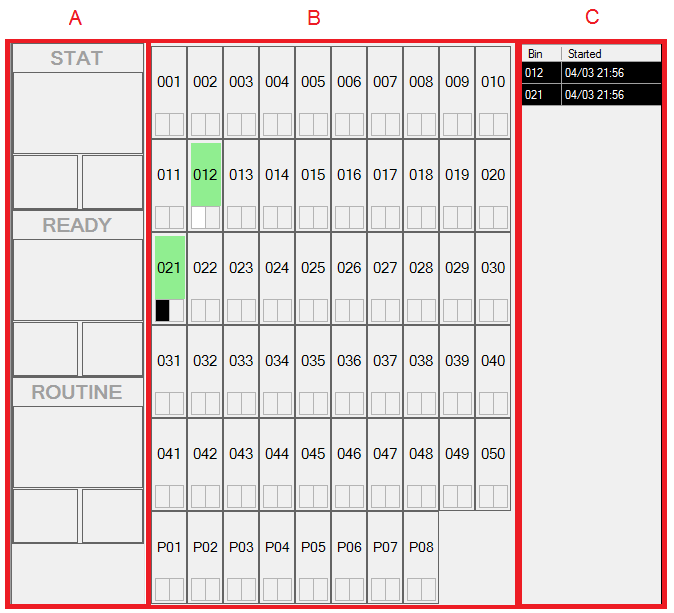 A B C
STAT
READY
ROUTINE
001 002 003 004 005 006 007 008 009 010
011 012 013 014 015 016 017 018 019 020
021 022 023 024 025 026 027 028 029 030
031 032 033 034 035 036 037 038 039 040
041 042 043 044 045 046 047 048 049 050
P01 P02 P03 P04 P05 P06 P07 P08
Bin Started
012 04/03 21:56
021 04/03 21:56